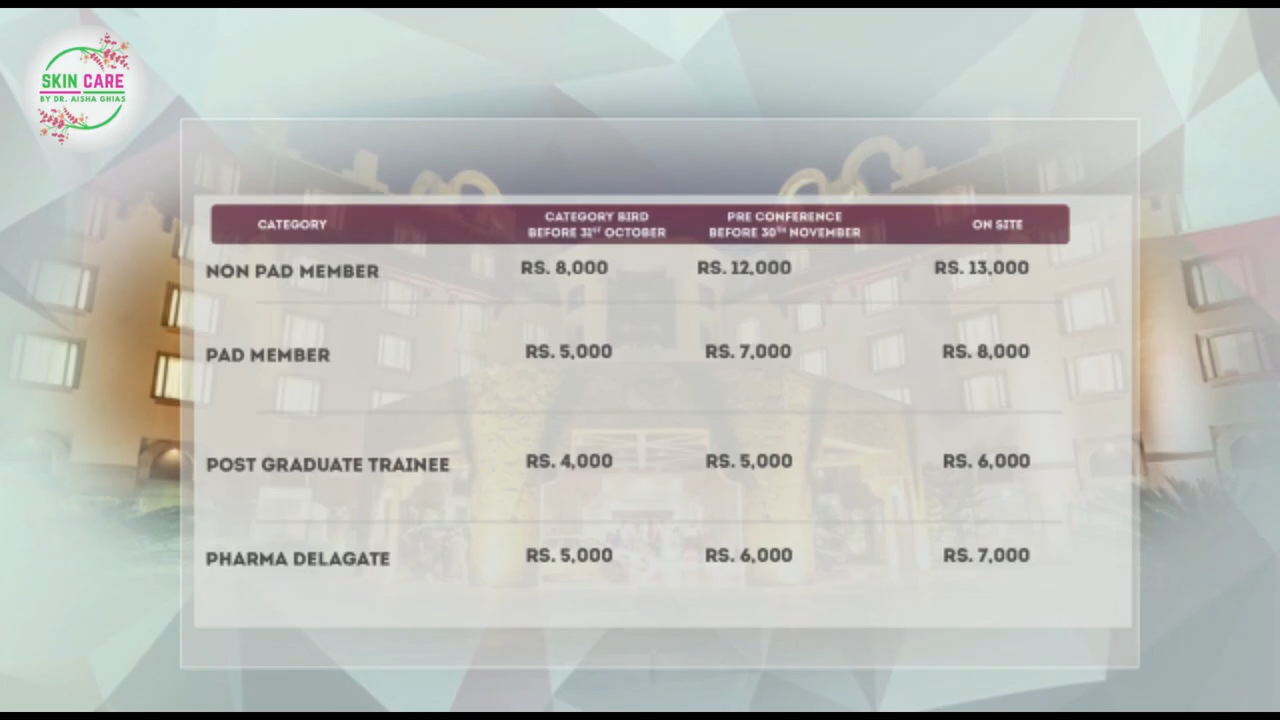 SKIN CARE
BY DR. AISHA GHIAS
CATEGORY
CATEGORY BIRD
BEFORE 31ST OCTOBER
PRE CONFERENCE
BEFORE 30TH NOVEMBER
ON SITE
NON PAD MEMBER RS. 8,000 RS. 12,000 RS. 13,000
PAD MEMBER RS. 5,000 RS. 7,000 RS. 8,000
POST GRADUATE TRAINEE RS. 4,000 RS. 5,000 RS. 6,000
PHARMA DELAGATE RS. 5,000 RS. 6,000 RS. 7,000